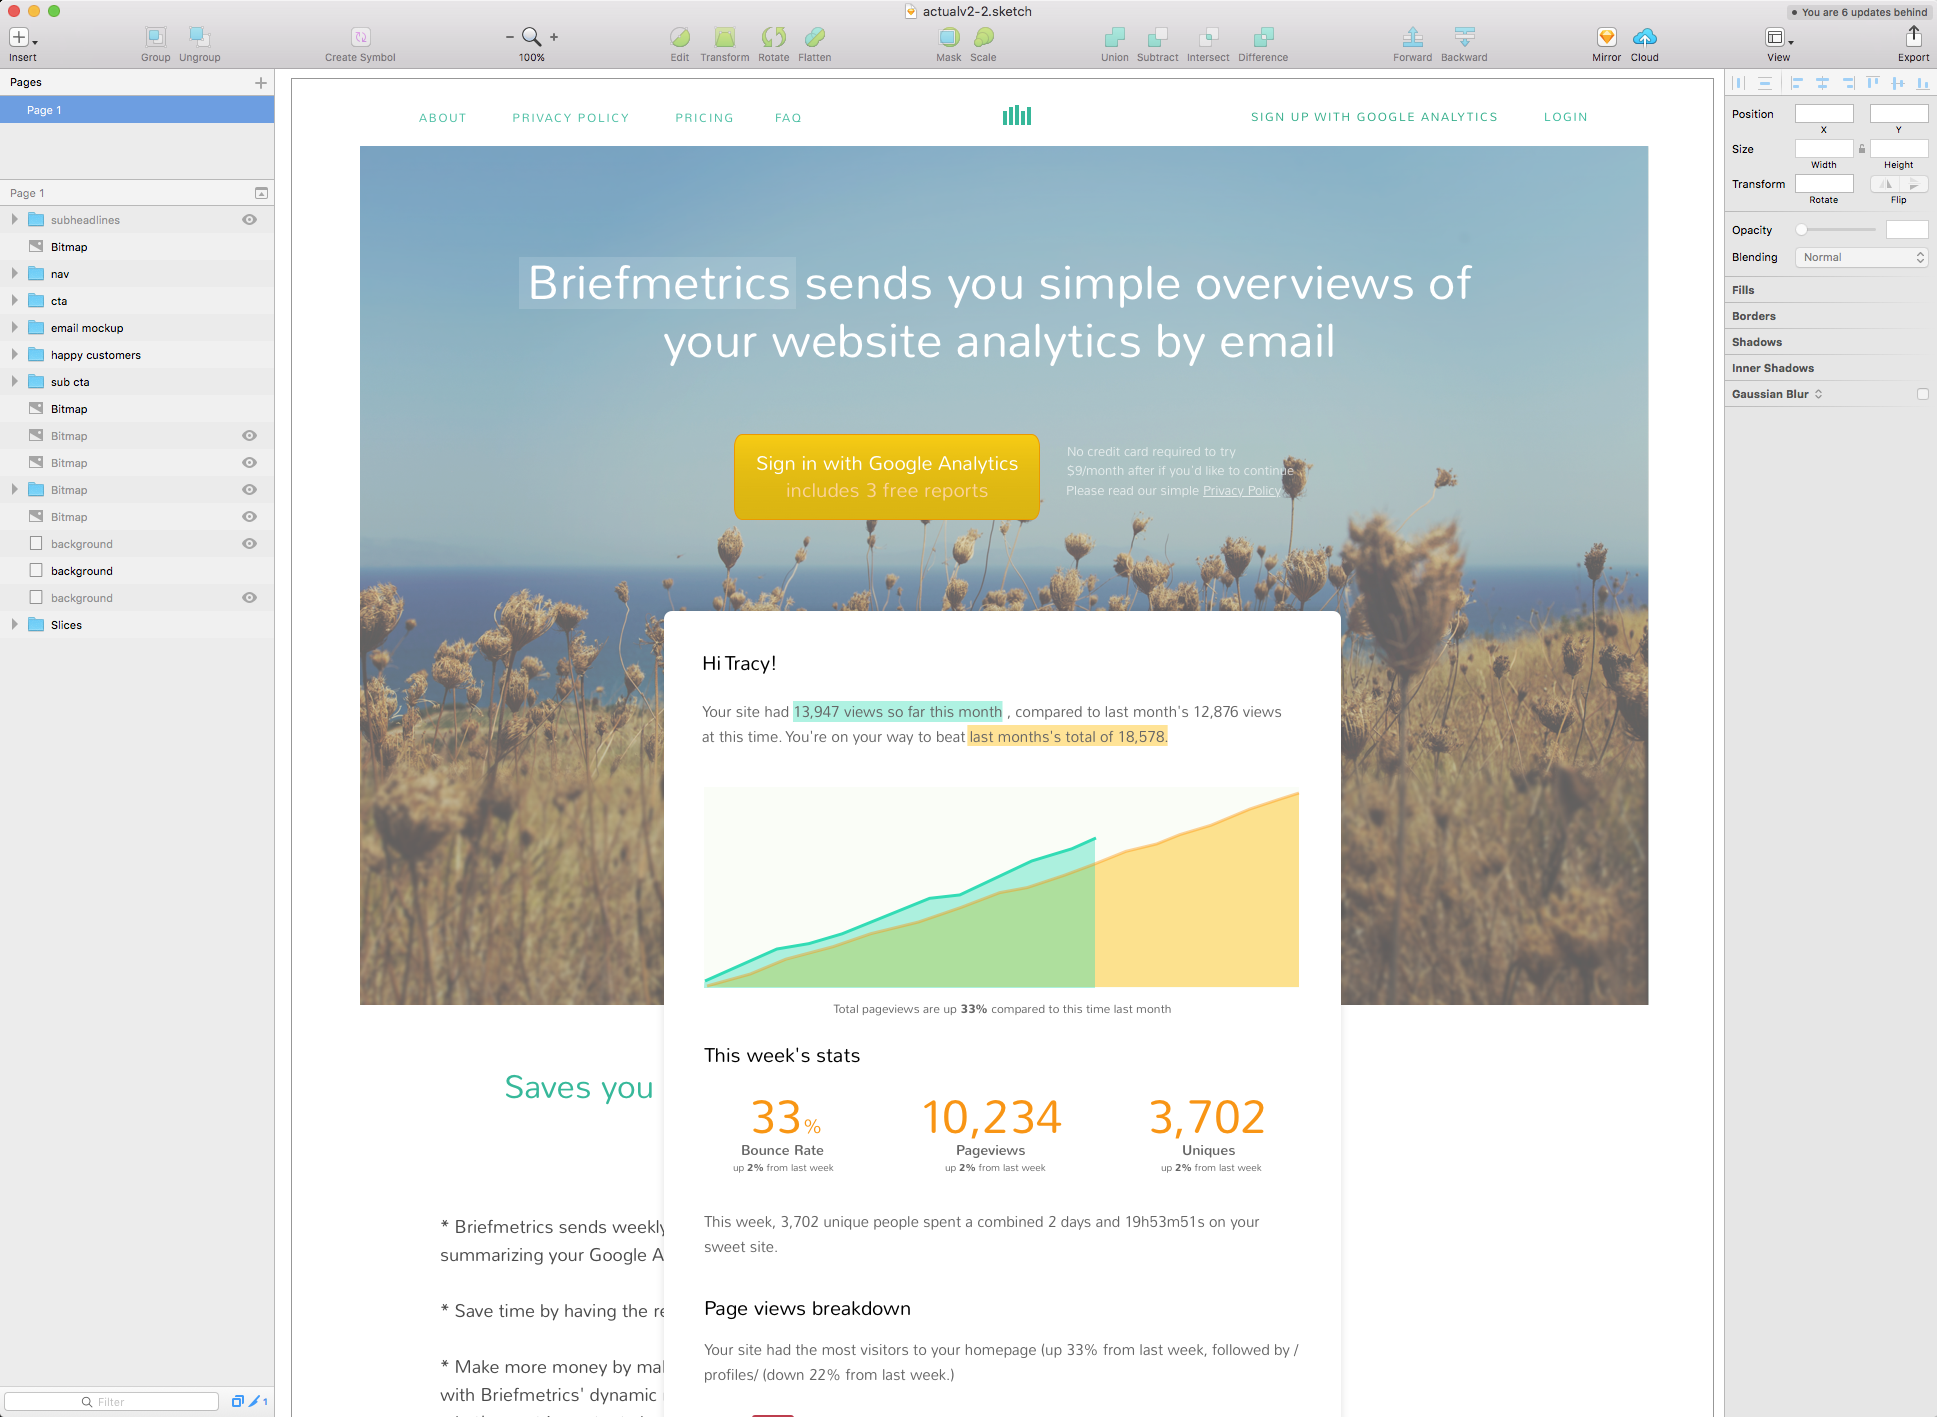 actualv2-2.sketch
You are 6 updates behind
Insert
Group
Ungroup
Create Symbol
100%
Edit
Transform
Rotate
Flatten
Mask
Scale
Union
Subtract
Intersect
Difference
Forward
Backward
Mirror
Cloud
View
Export
Pages
Page 1
Page 1
subheadlines
Bitmap
nav
cta
email mockup
happy customers
sub cta
Bitmap
Bitmap
Bitmap
Bitmap
Bitmap
background
background
background
Slices
Filter
1
ABOUT
PRIVACY POLICY
PRICING
FAQ
SIGN UP WITH GOOGLE ANALYTICS
LOGIN
Briefmetrics sends you simple overviews of
your website analytics by email
Sign in with Google Analytics
includes 3 free reports
No credit card required to try
$9/month after if you'd like to continue
Please read our simple Privacy Policy
Hi Tracy!
Your site had 13,947 views so far this month , compared to last month's 12,876 views
at this time. You're on your way to beat last months's total of 18,578.
Total pageviews are up 33% compared to this time last month
This week's stats
33%
Bounce Rate
up 2% from last week
10,234
Pageviews
up 2% from last week
3,702
Uniques
up 2% from last week
This week, 3,702 unique people spent a combined 2 days and 19h53m51s on your
sweet site.
Page views breakdown
Your site had the most visitors to your homepage (up 33% from last week, followed by /
profiles/ (down 22% from last week.)
Saves you
* Briefmetrics sends weekly
summarizing your Google A
* Save time by having the re
* Make more money by mal
with Briefmetrics' dynamic
Position
X
Y
Size
Width
Height
Transform
Rotate
Flip
Opacity
Blending
Normal
Fills
Borders
Shadows
Inner Shadows
Gaussian Blur